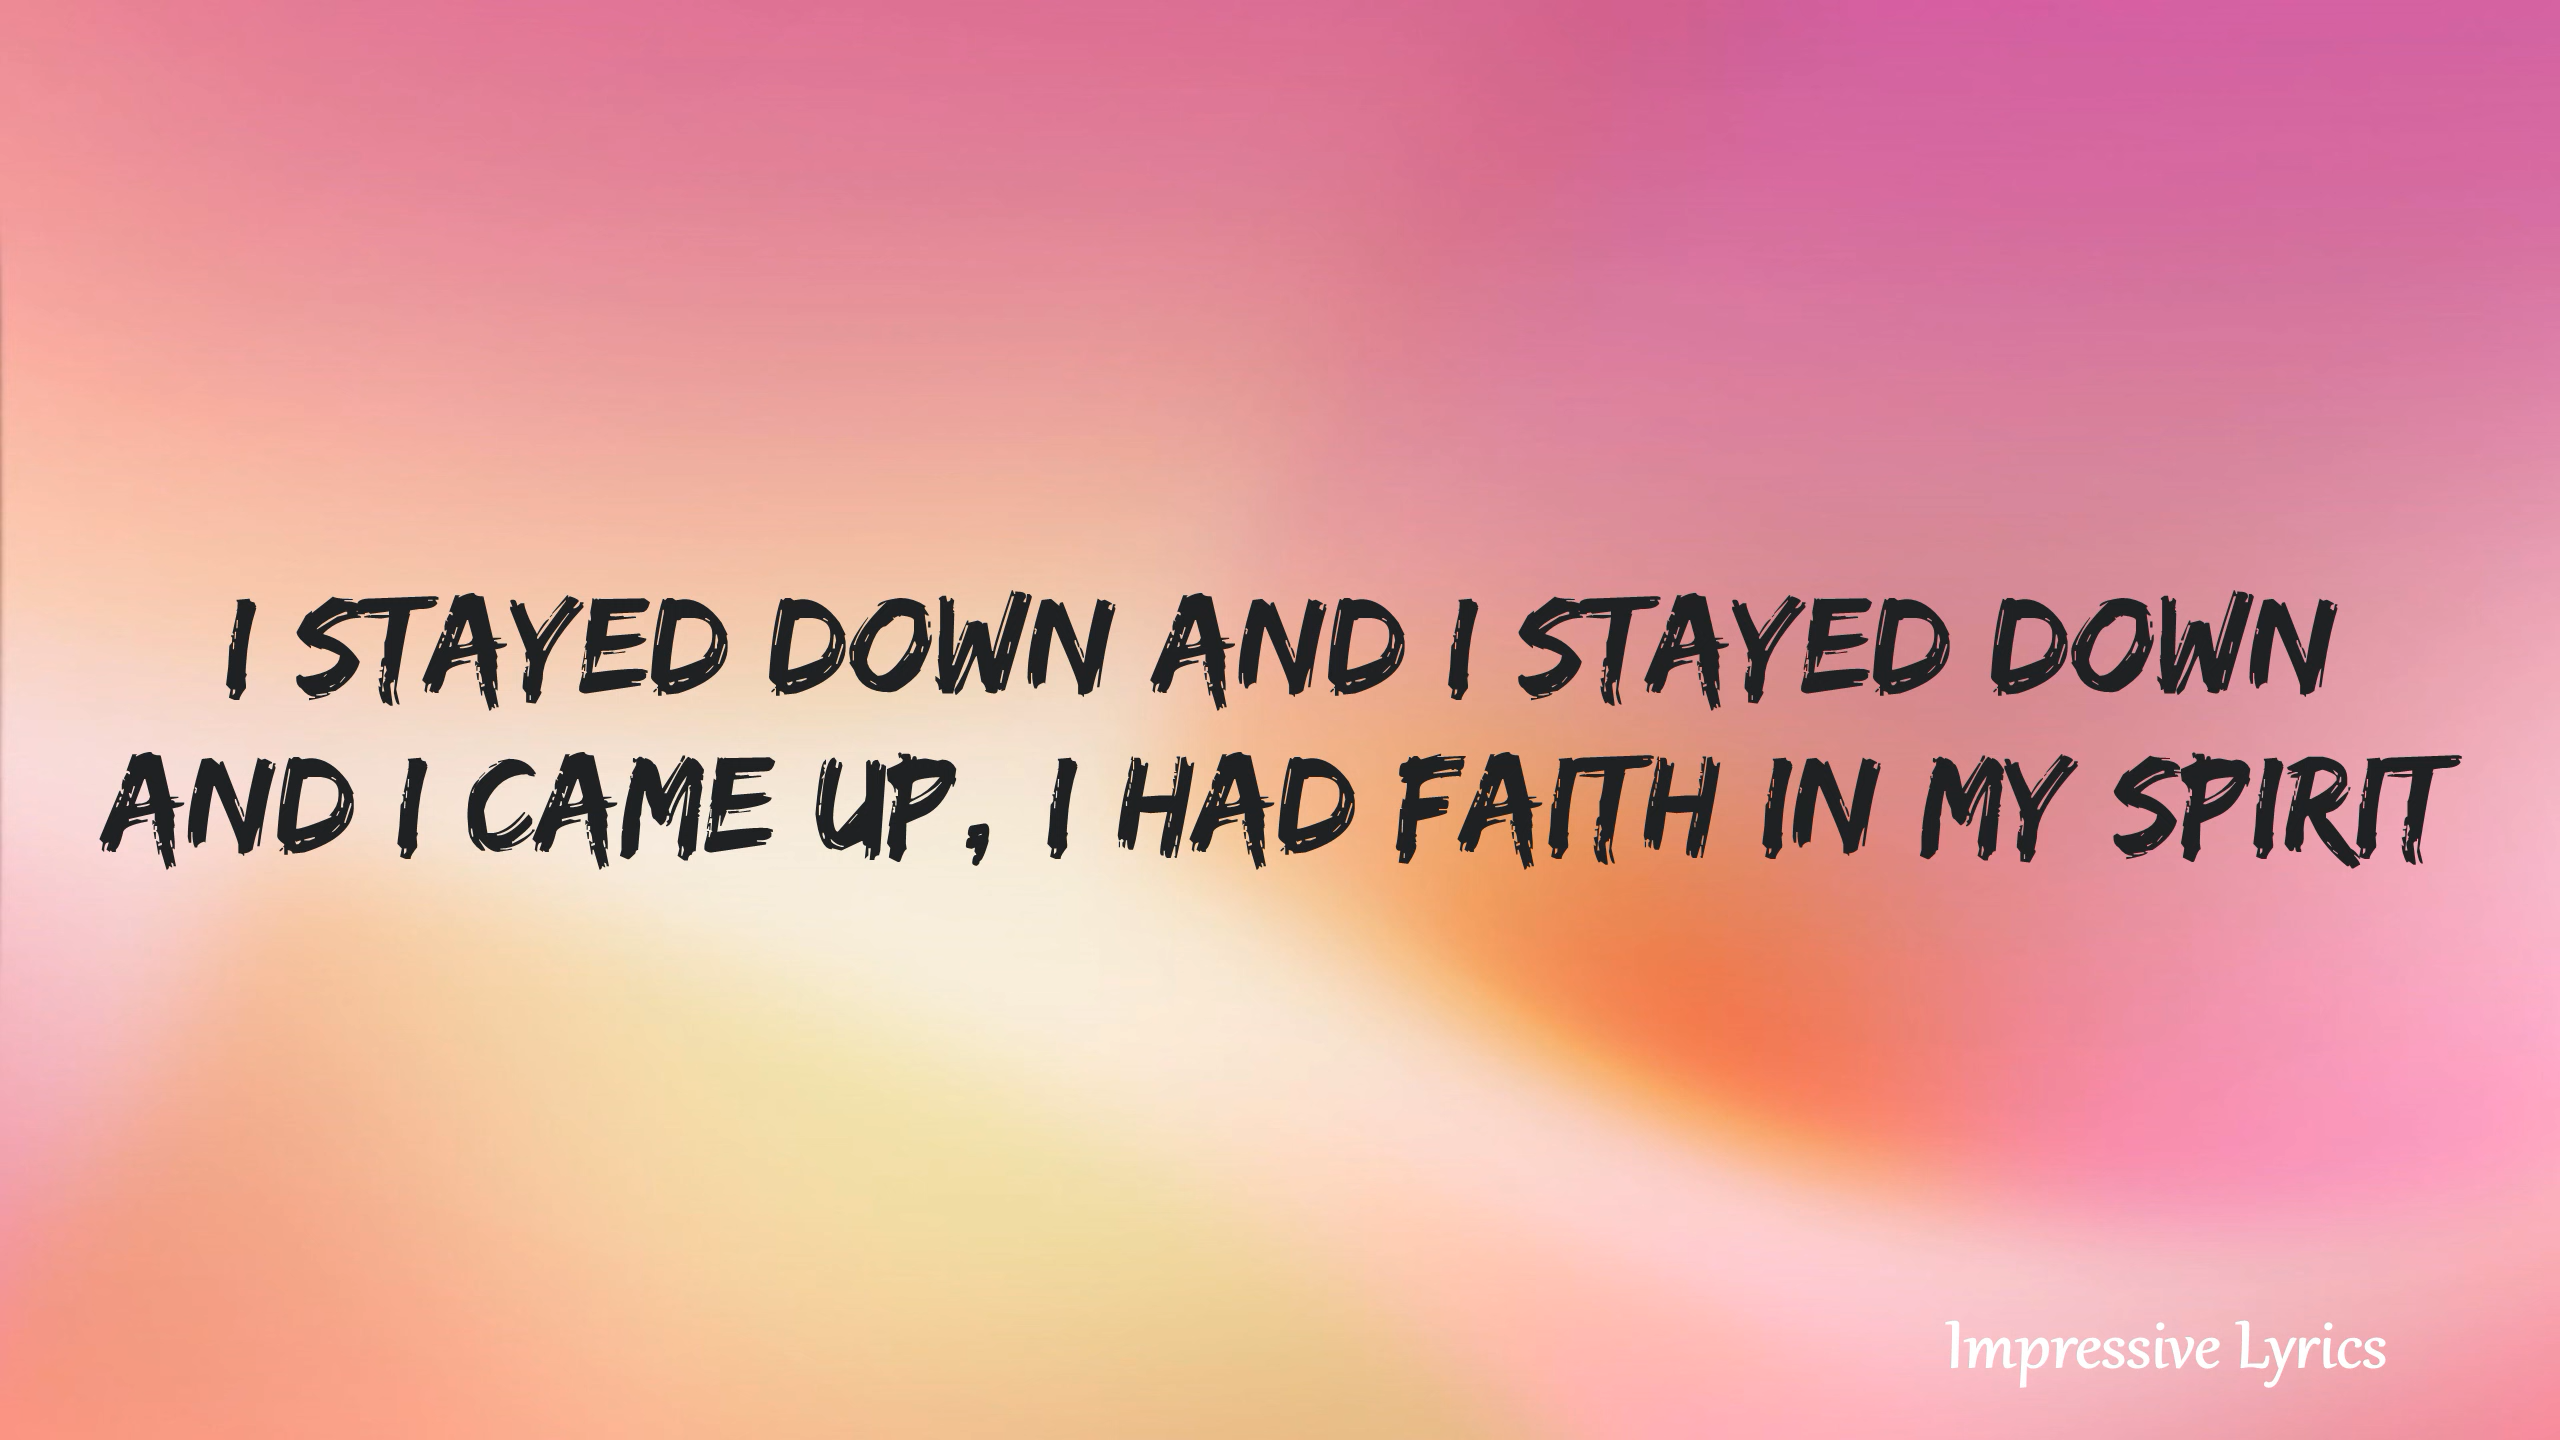 I STAYED DOWN AND I STAYED DOWN
AND I CAME UP, I HAD FAITH IN MY SPIRIT
Impressive Lyrics